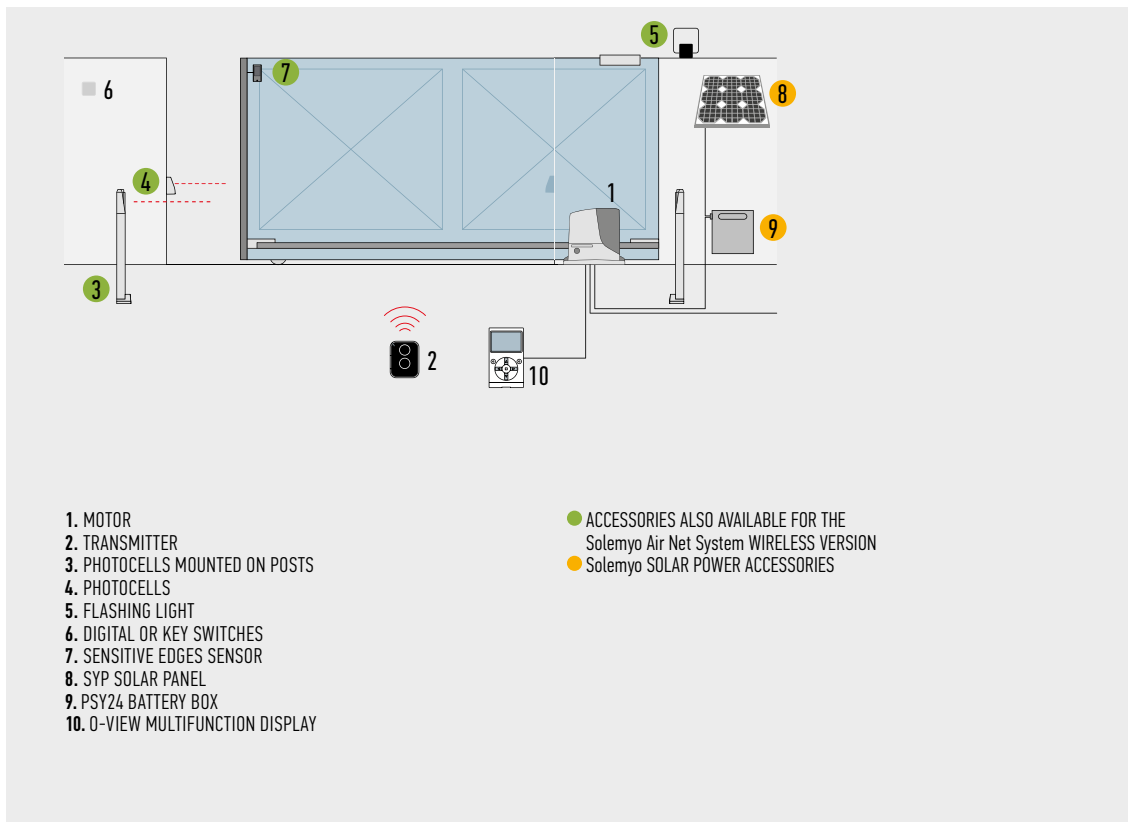 5
6
7
8
4
1
9
3
2
10
1. MOTOR
2. TRANSMITTER
3. PHOTOCELLS MOUNTED ON POSTS
4. PHOTOCELLS
5. FLASHING LIGHT
6. DIGITAL OR KEY SWITCHES
7. SENSITIVE EDGES SENSOR
8. SYP SOLAR PANEL
9. PSY24 BATTERY BOX
10. O-VIEW MULTIFUNCTION DISPLAY
ACCESSORIES ALSO AVAILABLE FOR THE
Solemyo Air Net System WIRELESS VERSION
Solemyo SOLAR POWER ACCESSORIES